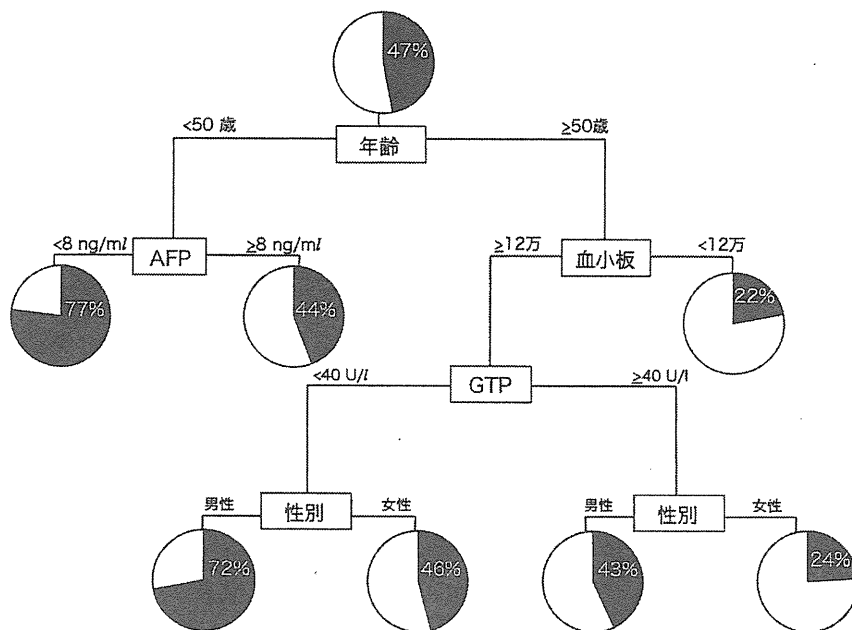 47%
<50 歳
年齢
≥50歳
<8 ng/ml
AFP
≥8 ng/ml
≥12万
血小板
<12万
77%
44%
22%
<40 U/l
GTP
≥40 U/l
男性
性別
女性
男性
性別
女性
72%
46%
43%
24%